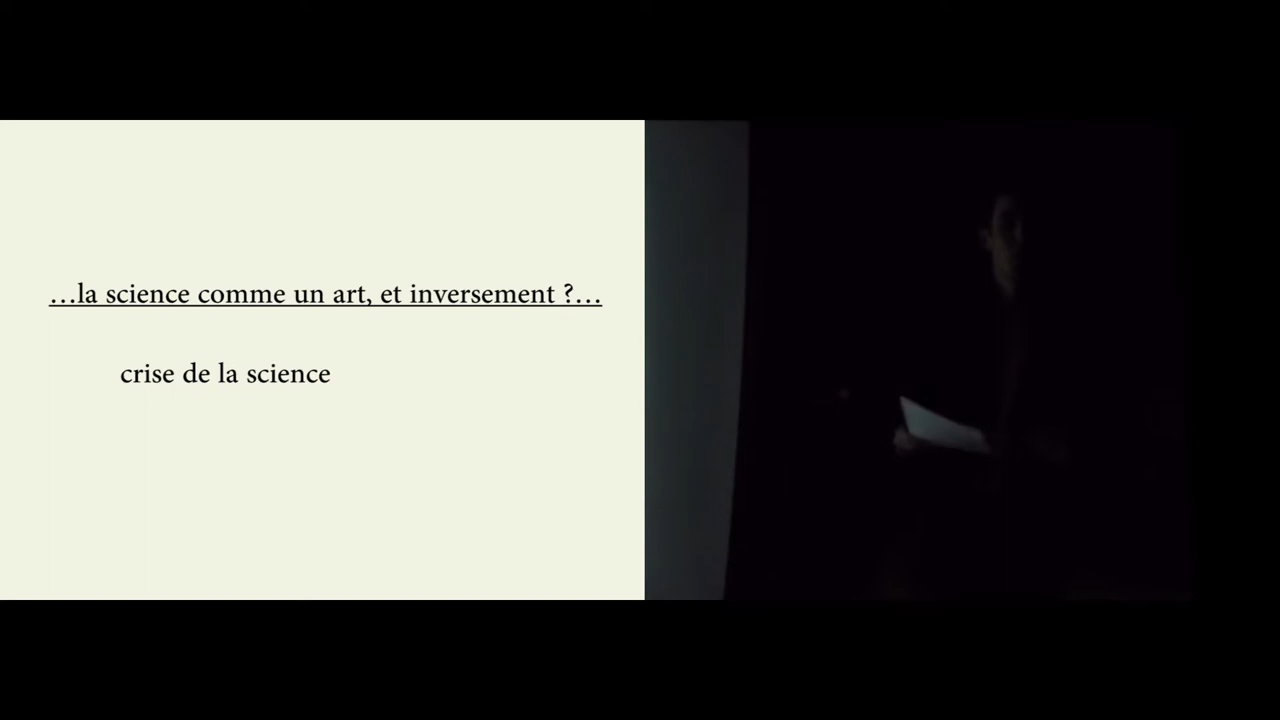 …la science comme un art, et inversement ?…
crise de la science